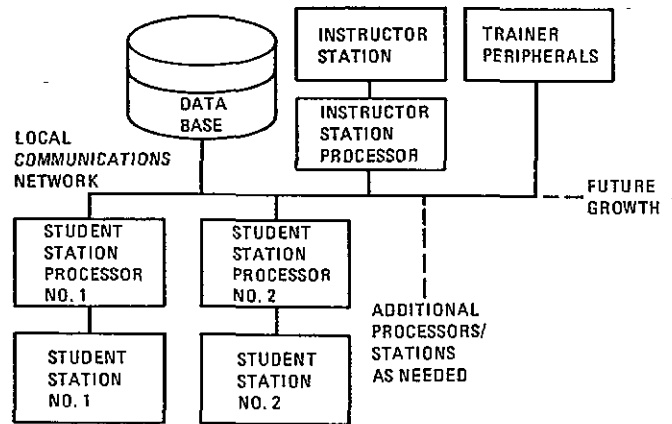 DATA
BASE
INSTRUCTOR
STATION
TRAINER
PERIPHERALS
INSTRUCTOR
STATION
PROCESSOR
LOCAL
COMMUNICATIONS
NETWORK
FUTURE
GROWTH
STUDENT
STATION
PROCESSOR
NO. 1
STUDENT
STATION
PROCESSOR
NO. 2
ADDITIONAL
PROCESSORS/
STATIONS
AS NEEDED
STUDENT
STATION
NO. 1
STUDENT
STATION
NO. 2